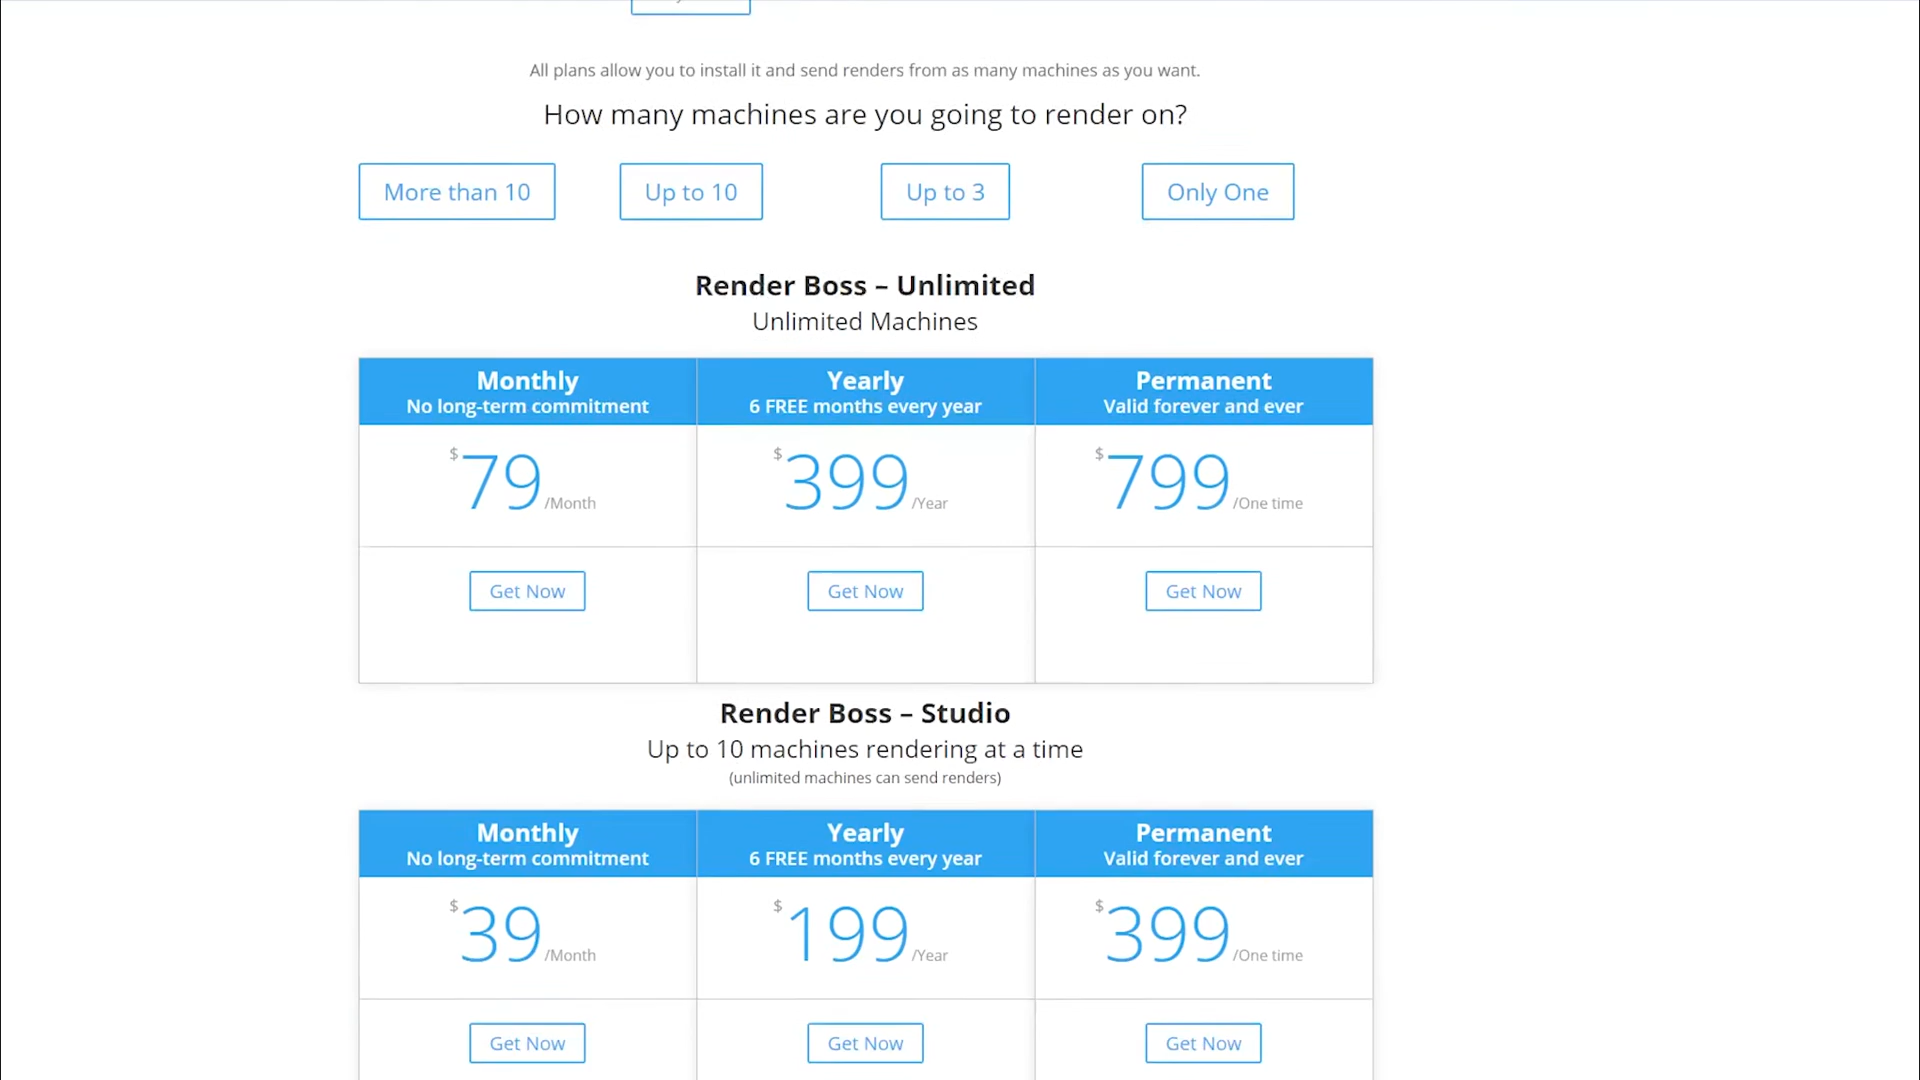 All plans allow you to install it and send renders from as many machines as you want.
How many machines are you going to render on?
More than 10 Up to 10 Up to 3 Only One
Render Boss – Unlimited
Unlimited Machines
Monthly Yearly Permanent
No long-term commitment 6 FREE months every year Valid forever and ever
$79/Month $399/Year $799/One time
Get Now Get Now Get Now
Render Boss – Studio
Up to 10 machines rendering at a time
(unlimited machines can send renders)
Monthly Yearly Permanent
No long-term commitment 6 FREE months every year Valid forever and ever
$39/Month $199/Year $399/One time
Get Now Get Now Get Now